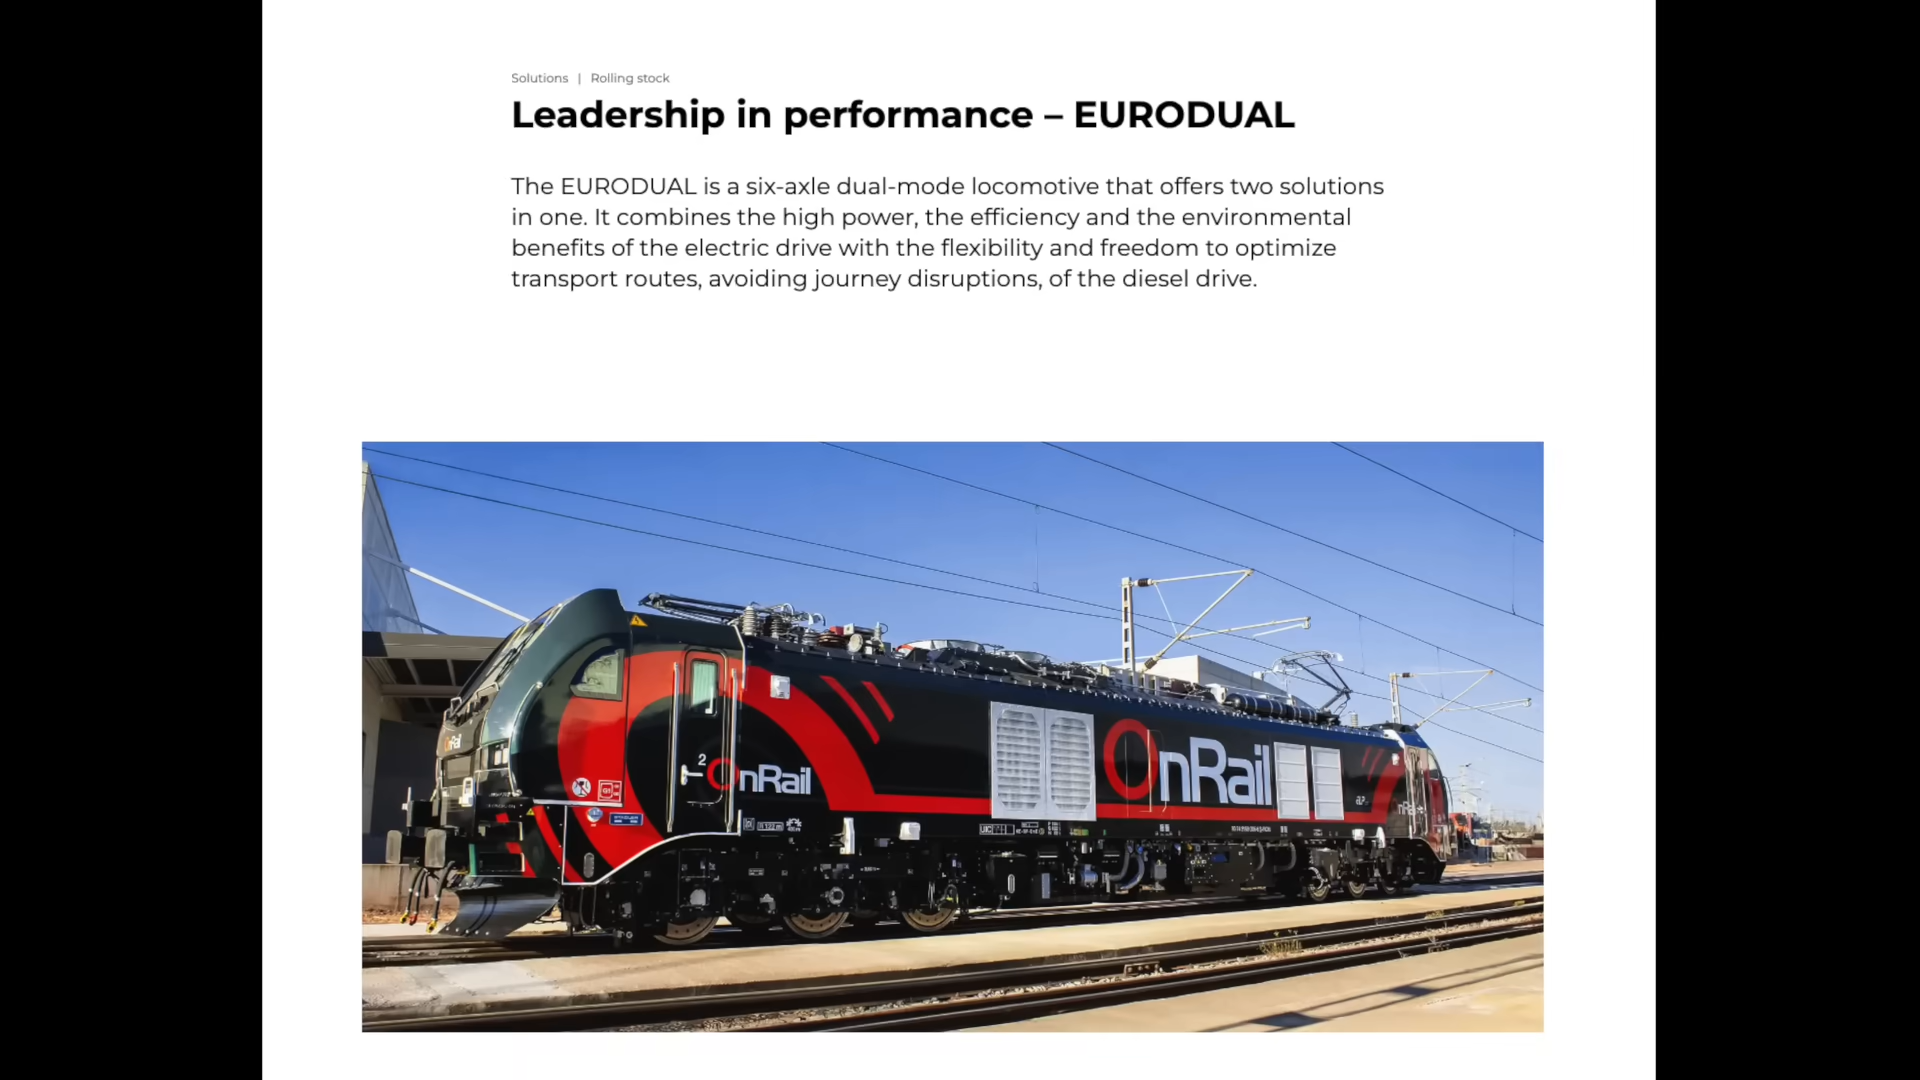 Solutions | Rolling stock
Leadership in performance – EURODUAL
The EURODUAL is a six-axle dual-mode locomotive that offers two solutions
in one. It combines the high power, the efficiency and the environmental
benefits of the electric drive with the flexibility and freedom to optimize
transport routes, avoiding journey disruptions, of the diesel drive.
OnRail
2
OnRail
OnRail